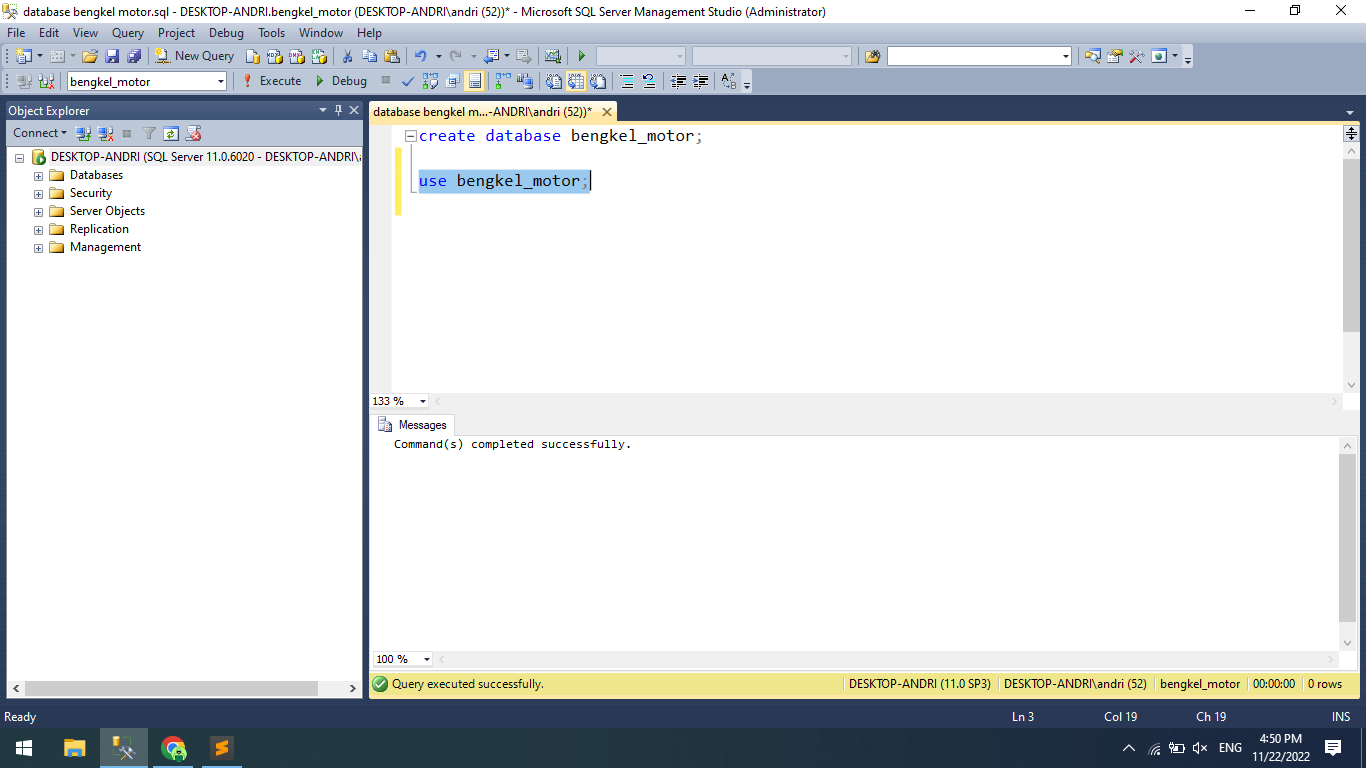 database bengkel motor.sql - DESKTOP-ANDRI.bengkel_motor (DESKTOP-ANDRI\andri (52))* - Microsoft SQL Server Management Studio (Administrator)
File Edit View Query Project Debug Tools Window Help
New Query
bengkel_motor
Execute
Debug
Object Explorer
Connect
DESKTOP-ANDRI (SQL Server 11.0.6020 - DESKTOP-ANDRI\
Databases
Security
Server Objects
Replication
Management
database bengkel m...-ANDRI\andri (52))*
create database bengkel_motor;
use bengkel_motor;
133 %
Messages
Command(s) completed successfully.
100 %
Query executed successfully.
DESKTOP-ANDRI (11.0 SP3)
DESKTOP-ANDRI\andri (52)
bengkel_motor
00:00:00
0 rows
Ready
Ln 3
Col 19
Ch 19
INS
ENG
4:50 PM
11/22/2022